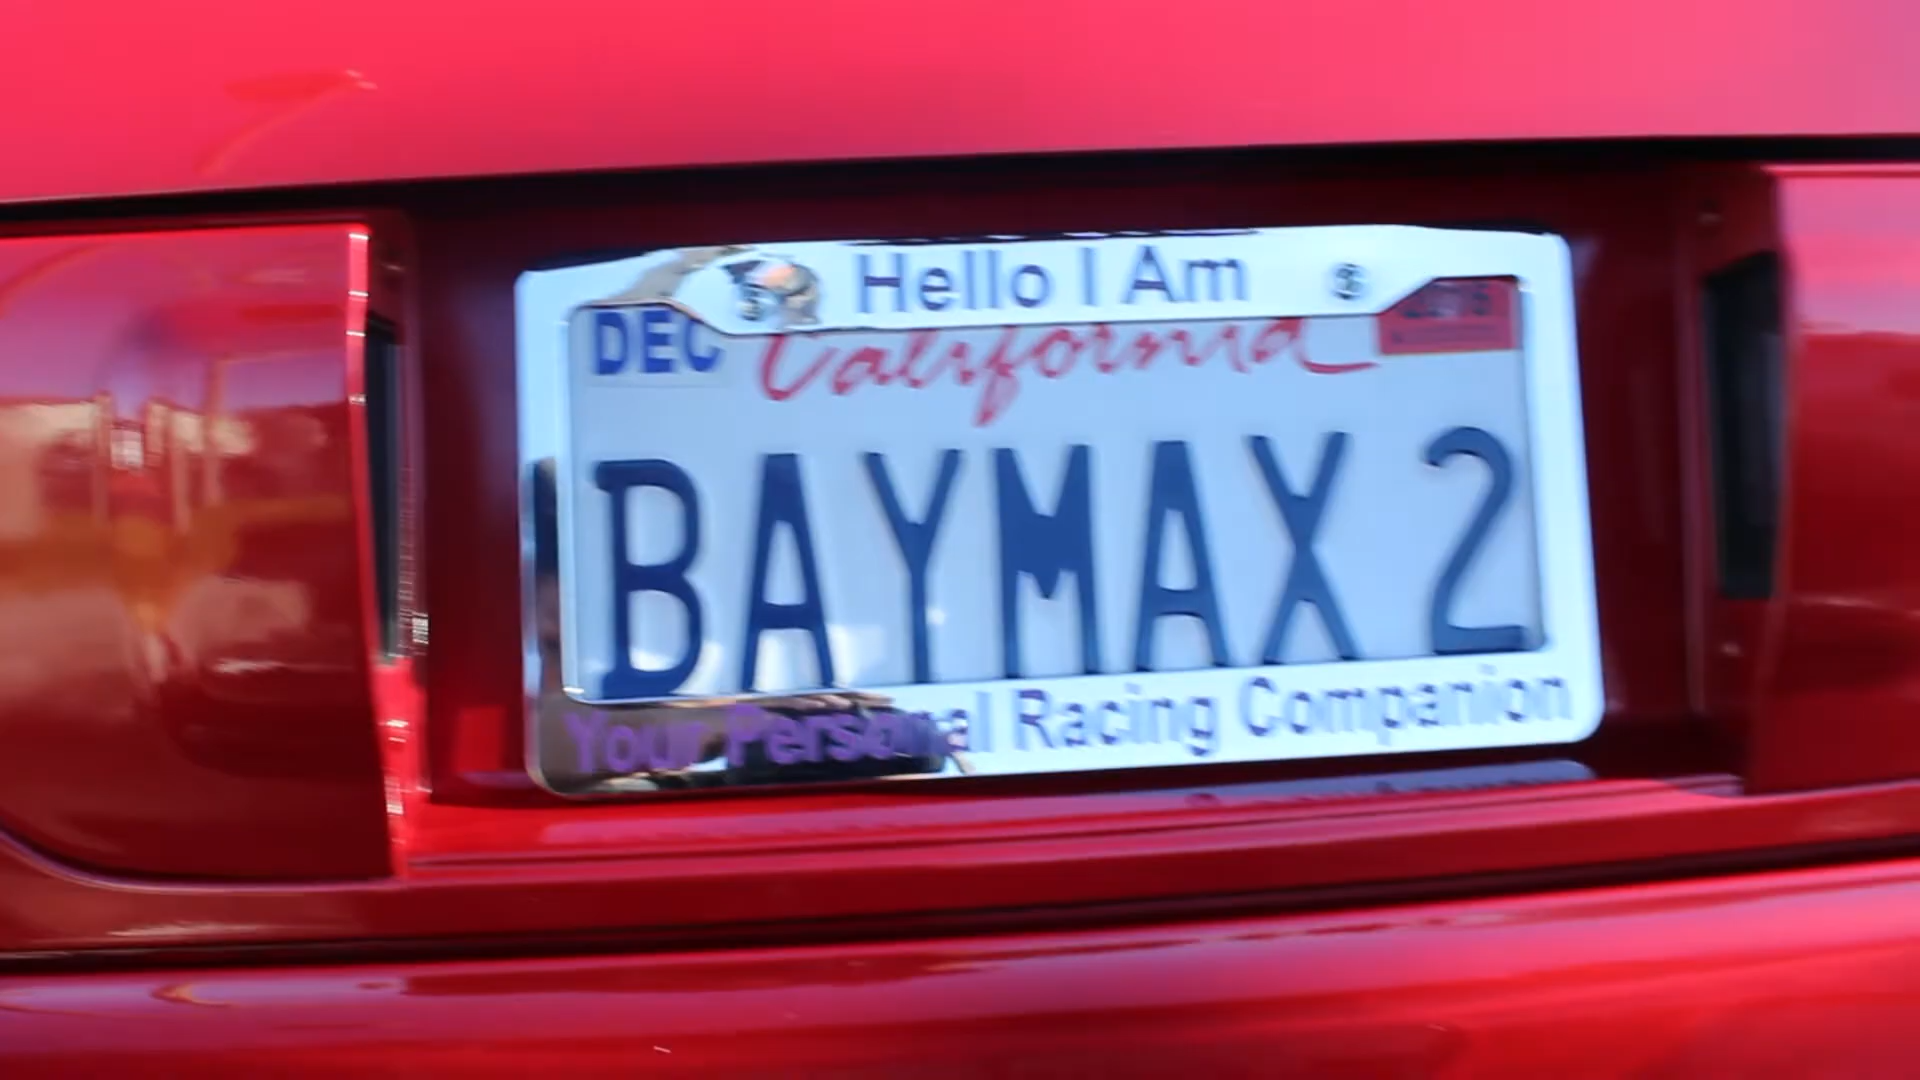 Hello I Am
DEC
California
BAYMAX 2
Your Personal Racing Companion